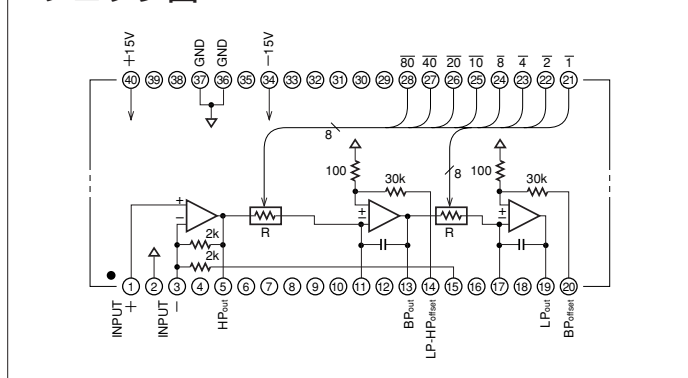 +15V GND GND −15V 80 40 20 10 8 4 2 1
40 39 38 37 36 35 34 33 32 31 30 29 28 27 26 25 24 23 22 21
8
100 8 100
30k 30k
+ + +
− − −
R R
2k
2k
1 2 3 4 5 6 7 8 9 10 11 12 13 14 15 16 17 18 19 20
INPUT + INPUT − HPout BPout LP-HPoffset LPout BPoffset